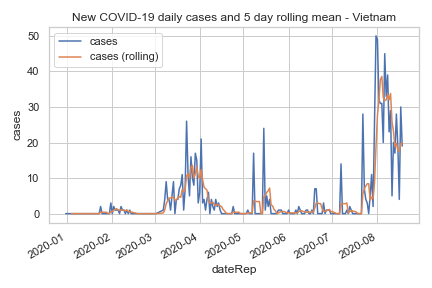 New COVID-19 daily cases and 5 day rolling mean - Vietnam
cases
cases (rolling)
50
40
30
20
10
0
cases
2020-01
2020-02
2020-03
2020-04
2020-05
2020-06
2020-07
2020-08
dateRep